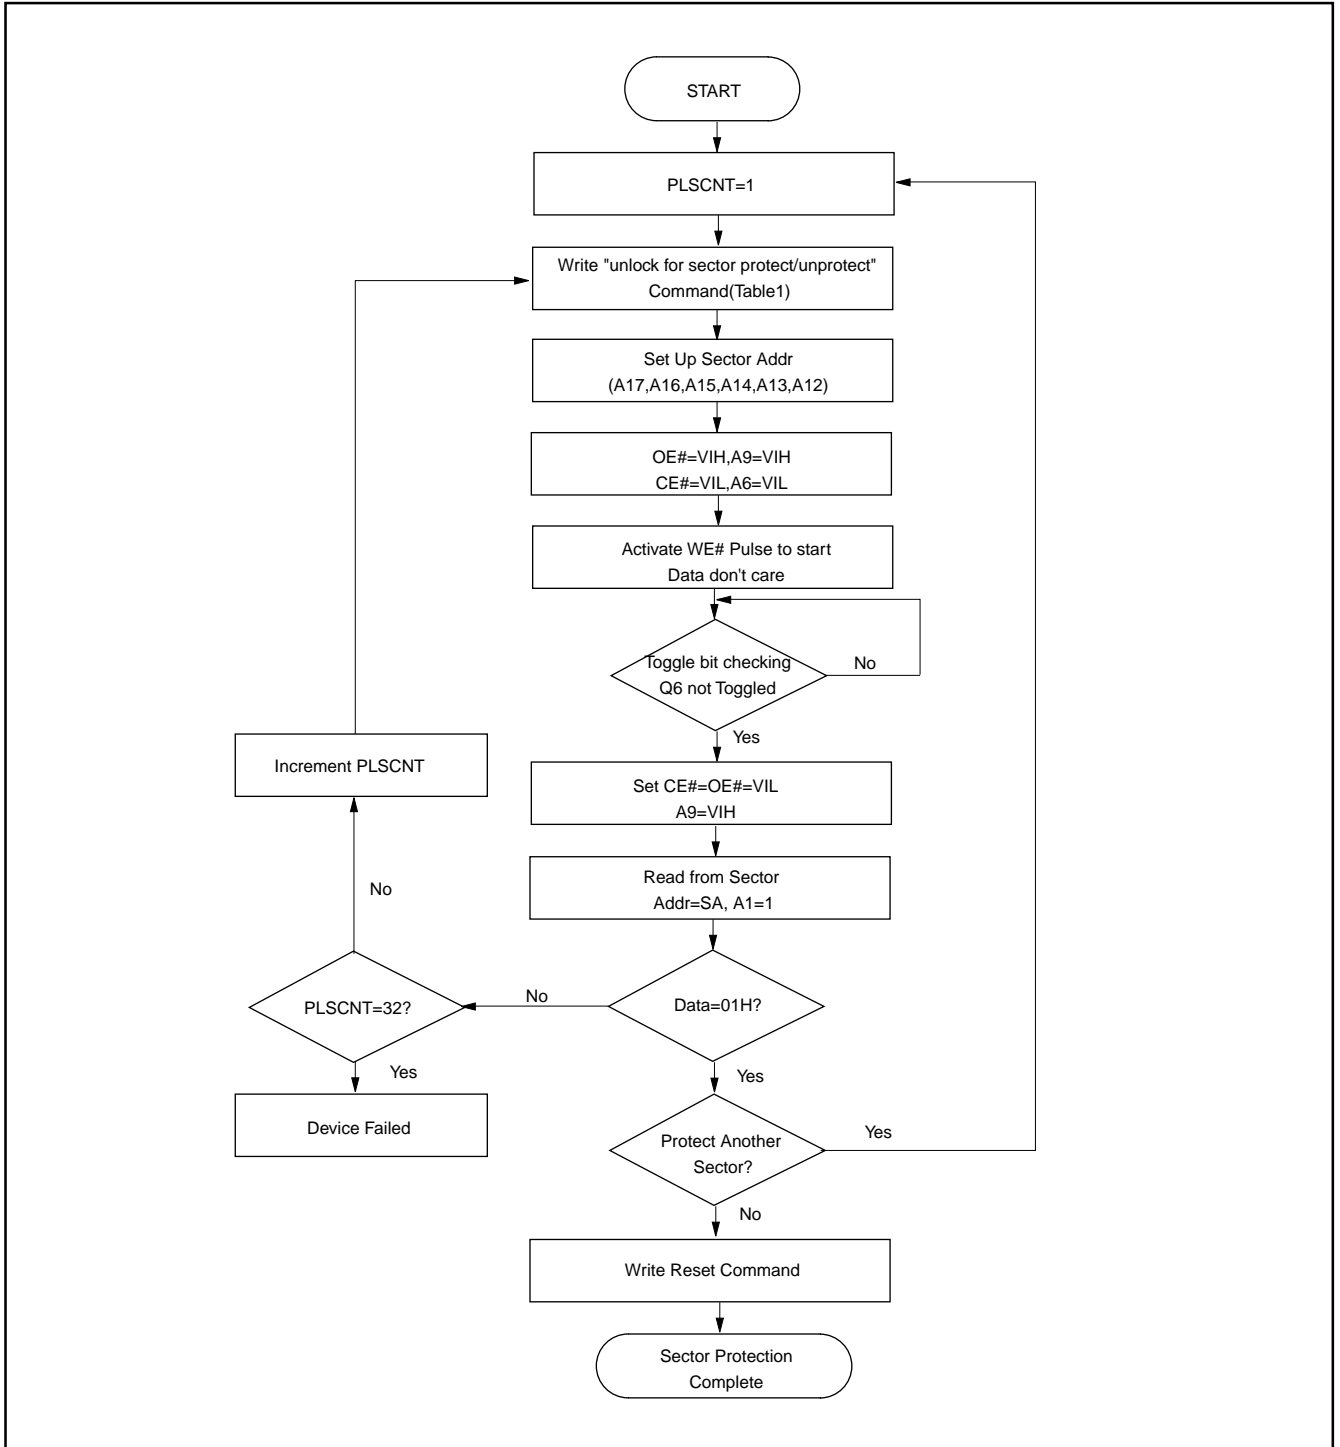 START
PLSCNT=1
Write "unlock for sector protect/unprotect"
Command(Table1)
Set Up Sector Addr
(A17,A16,A15,A14,A13,A12)
OE#=VIH,A9=VIH
CE#=VIL,A6=VIL
Activate WE# Pulse to start
Data don't care
Toggle bit checking
Q6 not Toggled
No
Yes
Increment PLSCNT
Set CE#=OE#=VIL
A9=VIH
Read from Sector
Addr=SA, A1=1
No
PLSCNT=32?
No
Data=01H?
Yes
Yes
Device Failed
Protect Another
Sector?
Yes
No
Write Reset Command
Sector Protection
Complete